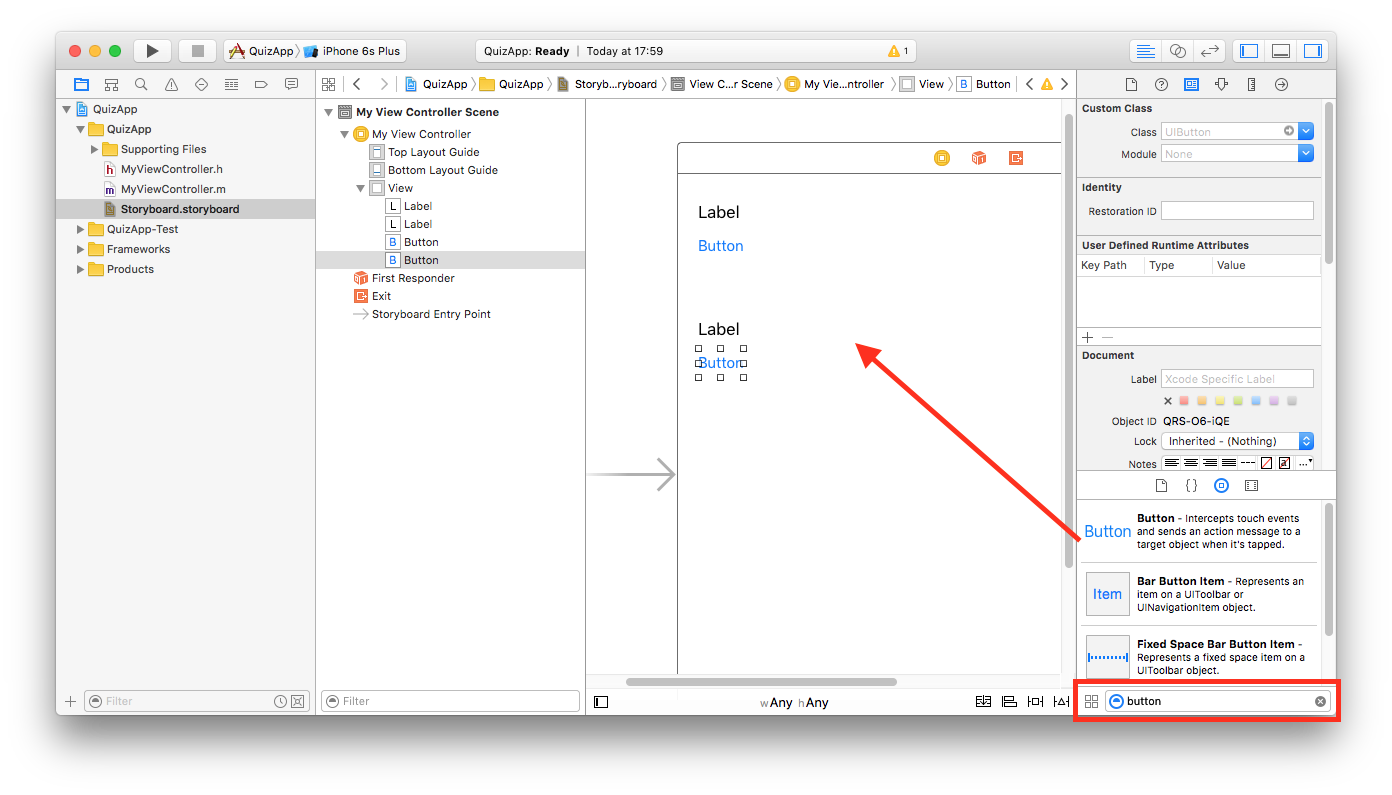 QuizApp iPhone 6s Plus
QuizApp: Ready | Today at 17:59
1
QuizApp
QuizApp
Supporting Files
MyViewController.h
MyViewController.m
Storyboard.storyboard
QuizApp-Test
Frameworks
Products
Filter
QuizApp QuizApp Storyb...ryboard View C...r Scene My Vie...ntroller View B Button
My View Controller Scene
My View Controller
Top Layout Guide
Bottom Layout Guide
View
L Label
L Label
B Button
B Button
First Responder
Exit
Storyboard Entry Point
Filter
Label
Button
Label
Button
wAny hAny
Custom Class
Class UIButton
Module None
Identity
Restoration ID
User Defined Runtime Attributes
Key Path Type Value
Document
Label Xcode Specific Label
Object ID QRS-O6-iQE
Lock Inherited - (Nothing)
Notes
Button
Button - Intercepts touch events
and sends an action message to a
target object when it's tapped.
Item
Bar Button Item - Represents an
item on a UIToolbar or
UINavigationItem object.
Fixed Space Bar Button Item -
Represents a fixed space item on a
UIToolbar object.
button